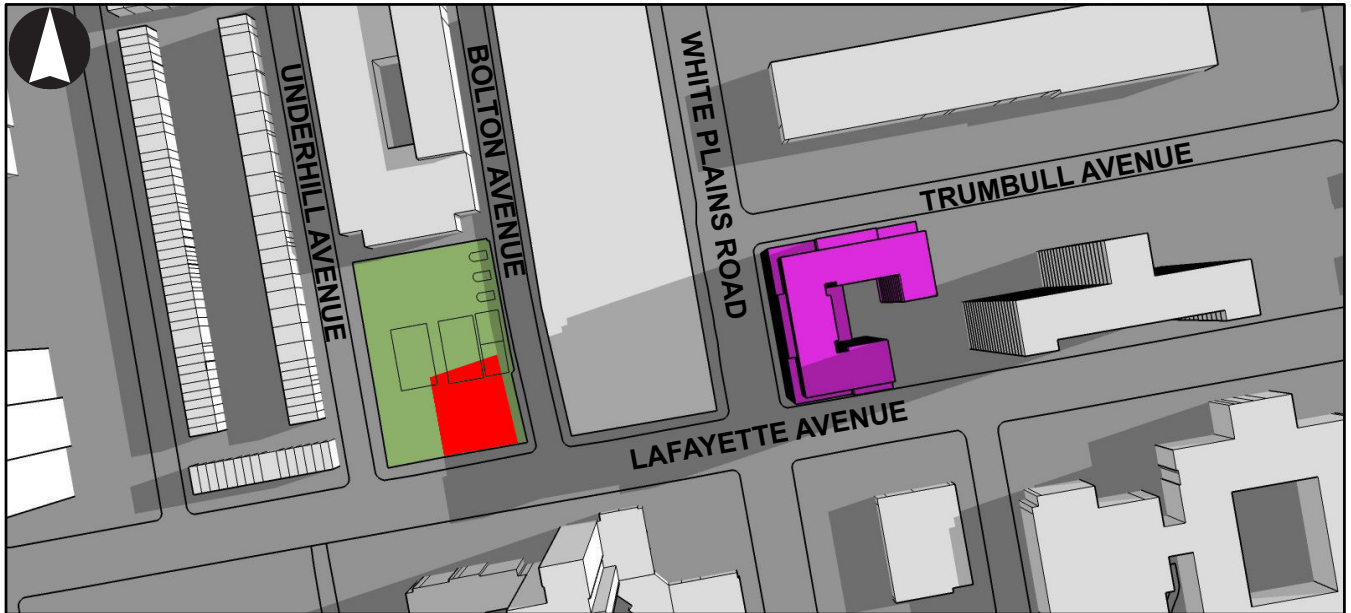 UNDERHILL AVENUE
BOLTON AVENUE
WHITE PLAINS ROAD
TRUMBULL AVENUE
LAFAYETTE AVENUE